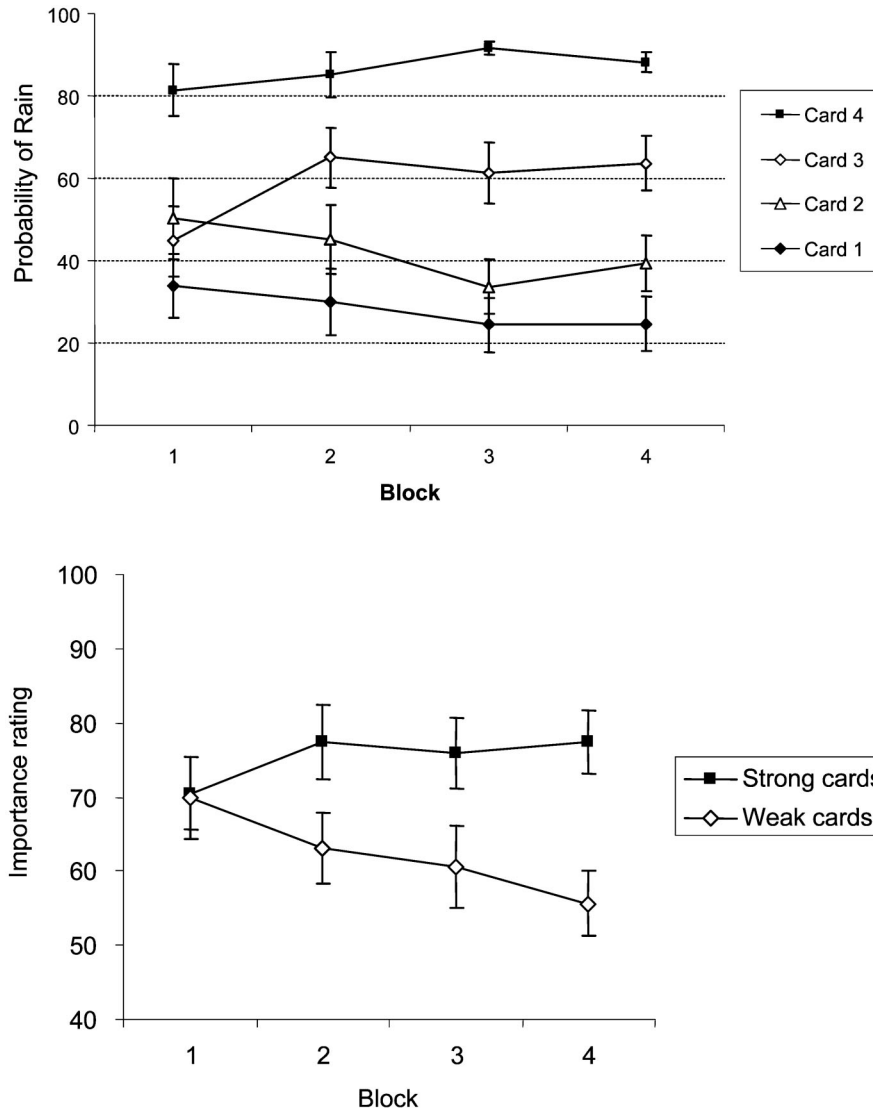 100
80
60
40
20
0
Probability of Rain
1 2 3 4
Block
Card 4
Card 3
Card 2
Card 1
100
90
80
70
60
50
40
Importance rating
1 2 3 4
Block
Strong cards
Weak cards